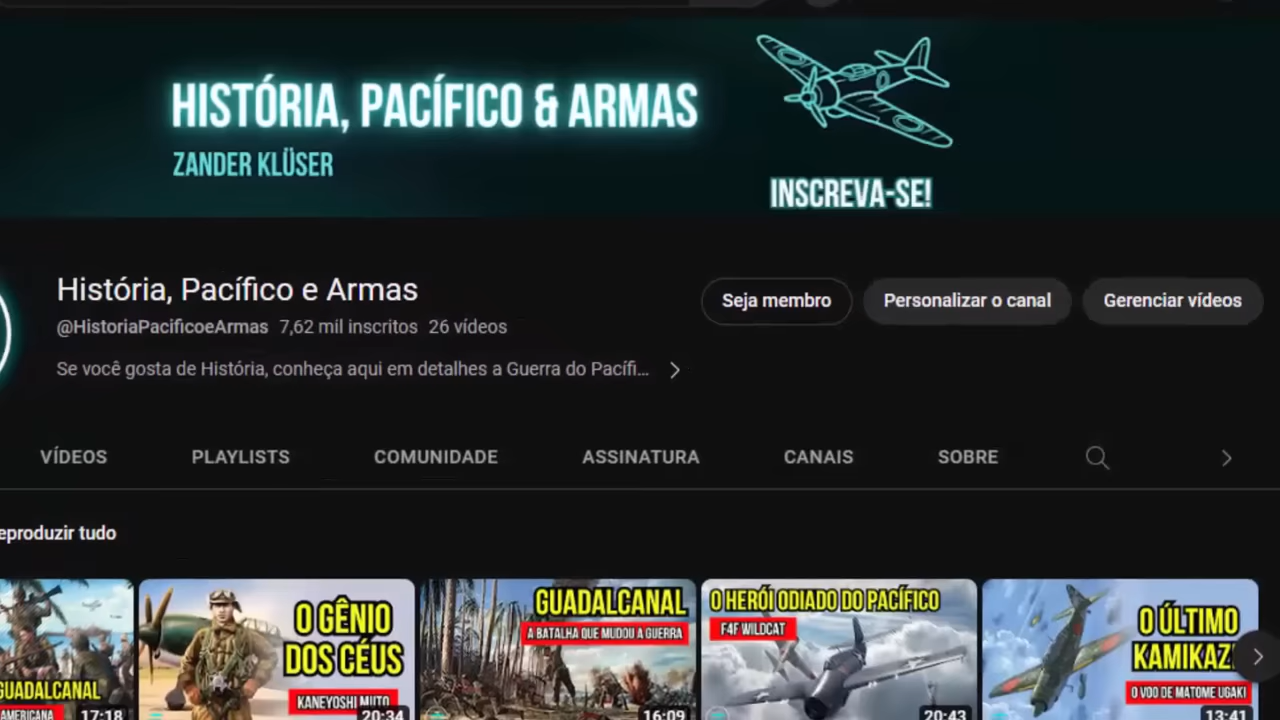 HISTÓRIA, PACÍFICO & ARMAS
ZANDER KLÜSER
INSCREVA-SE!
História, Pacífico e Armas
@HistoriaPacificoeArmas 7,62 mil inscritos 26 vídeos
Se você gosta de História, conheça aqui em detalhes a Guerra do Pacífi...
Seja membro
Personalizar o canal
Gerenciar vídeos
VÍDEOS PLAYLISTS COMUNIDADE ASSINATURA CANAIS SOBRE
eproduzir tudo
GUADALCANAL
AMERICANA
17:18
O GÊNIO
DOS CÉUS
KANEYOSHI MUTO
20:34
GUADALCANAL
A BATALHA QUE MUDOU A GUERRA
16:09
O HERÓI ODIADO DO PACÍFICO
F4F WILDCAT
20:43
O ÚLTIMO
KAMIKAZ
O VOO DE MATOME UGAKI
13:41